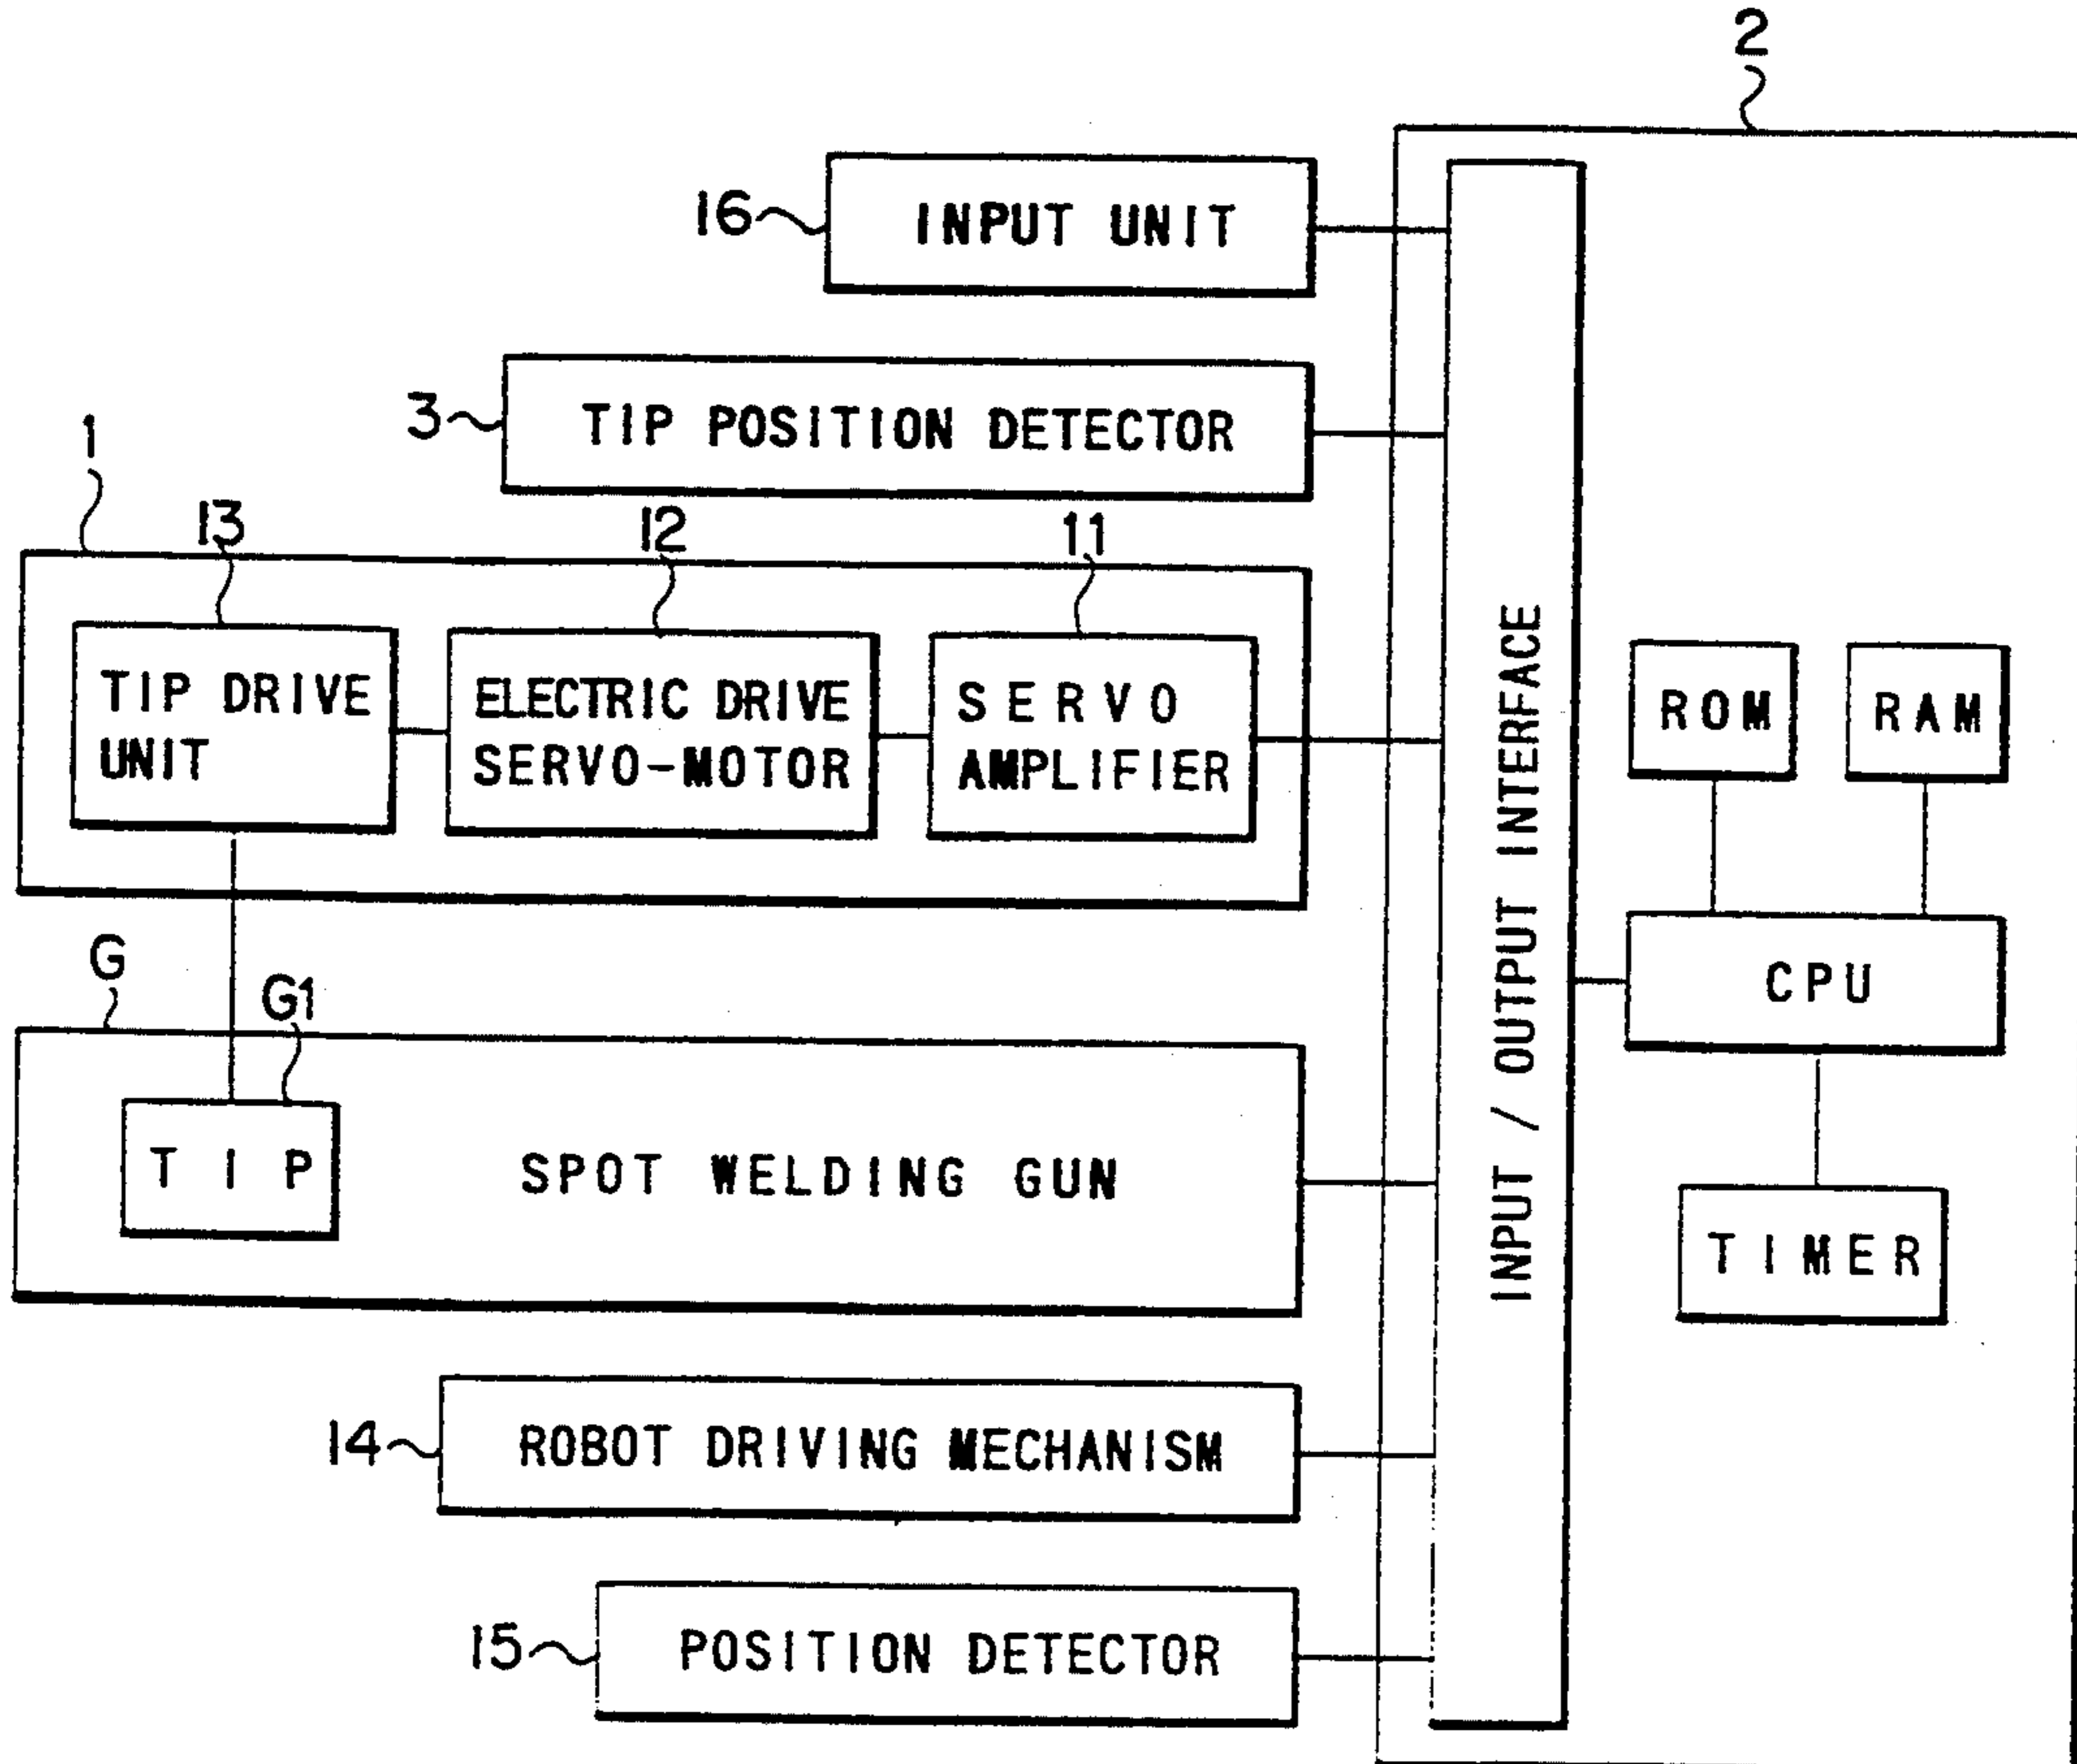 2
16
INPUT UNIT
3
TIP POSITION DETECTOR
1
13
12
11
TIP DRIVE
UNIT
ELECTRIC DRIVE
SERVO-MOTOR
SERVO
AMPLIFIER
INPUT / OUTPUT INTERFACE
ROM
RAM
CPU
TIMER
G
G1
TIP
SPOT WELDING GUN
14
ROBOT DRIVING MECHANISM
15
POSITION DETECTOR